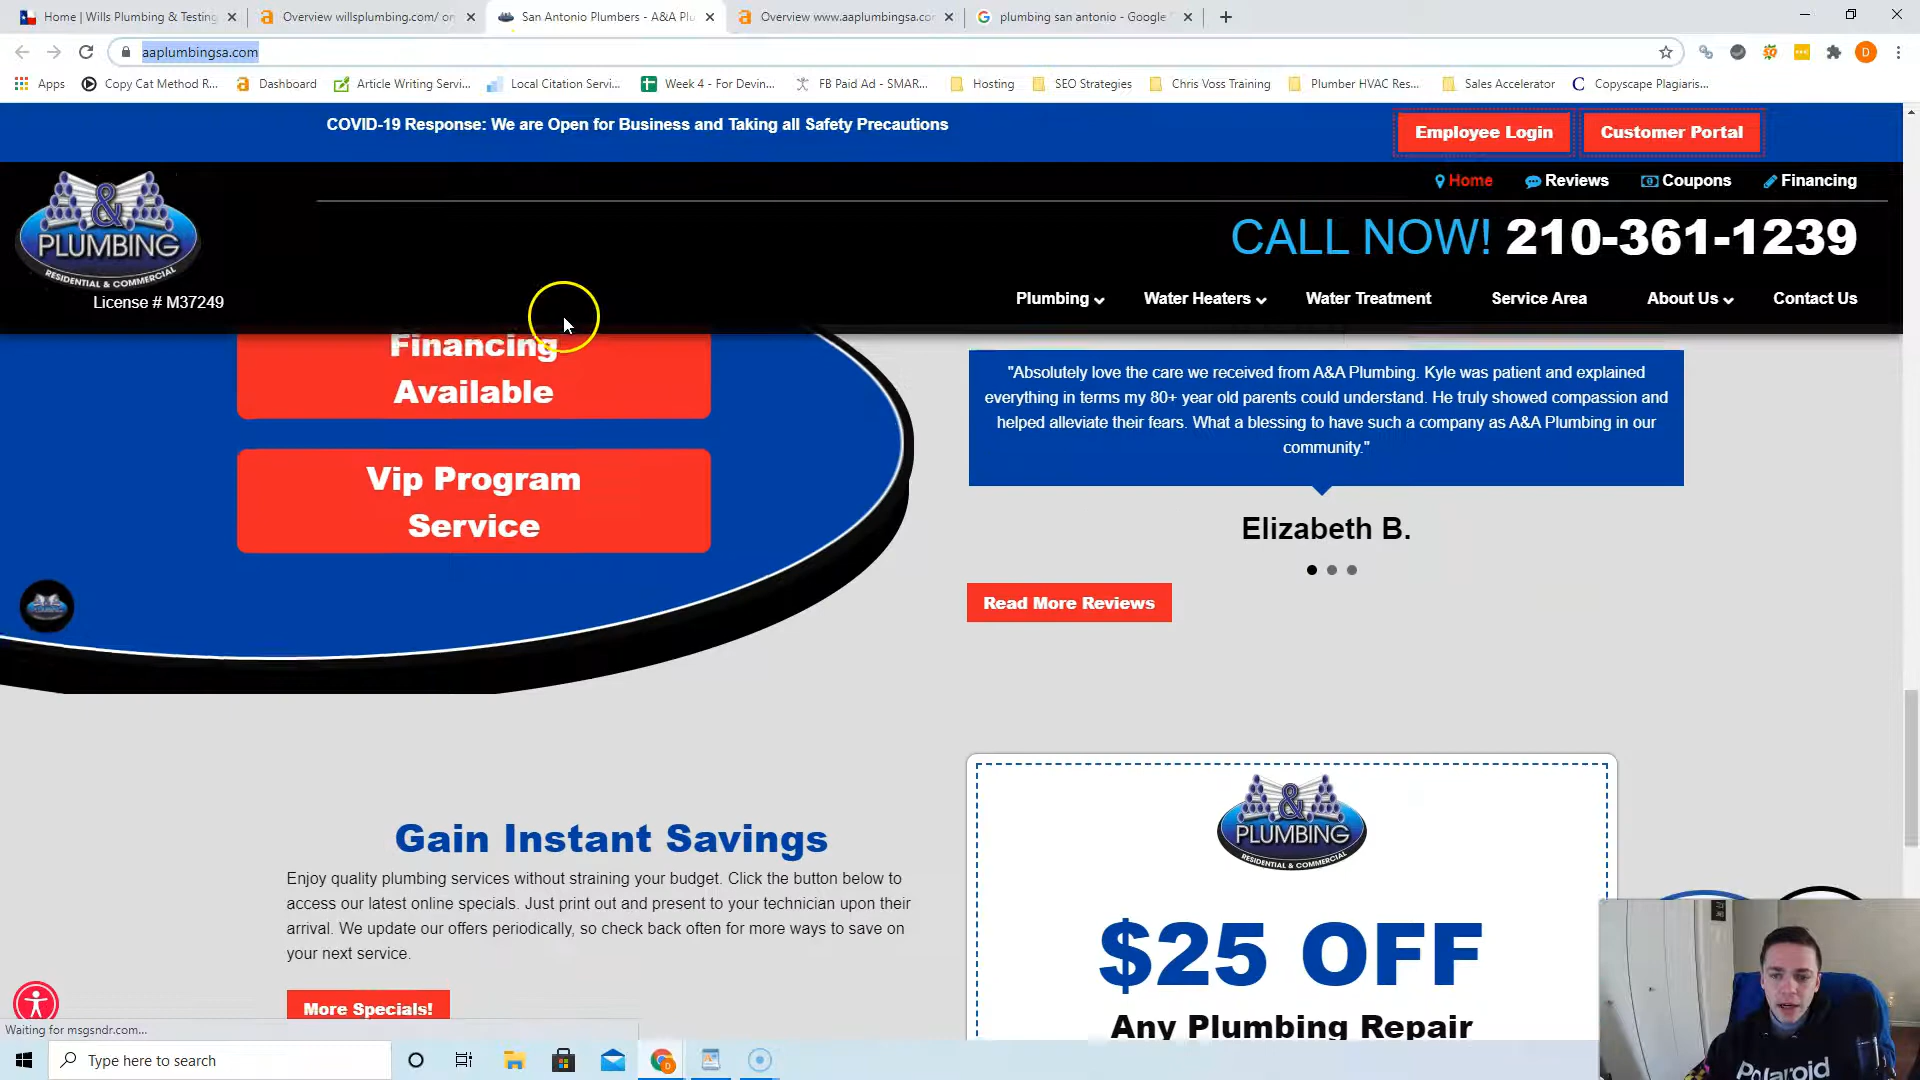 Home | Wills Plumbing & Testing
Overview willsplumbing.com/ on
San Antonio Plumbers - A&A Plu
Overview www.aaplumbingsa.co
plumbing san antonio - Google
aaplumbingsa.com
D
Apps
Copy Cat Method R...
Dashboard
Article Writing Servi...
Local Citation Servi...
Week 4 - For Devin...
FB Paid Ad - SMAR...
Hosting
SEO Strategies
Chris Voss Training
Plumber HVAC Res...
Sales Accelerator
Copyscape Plagiaris...
COVID-19 Response: We are Open for Business and Taking all Safety Precautions
Employee Login
Customer Portal
Home
Reviews
Coupons
Financing
&
PLUMBING
RESIDENTIAL & COMMERCIAL
License # M37249
CALL NOW! 210-361-1239
Plumbing
Water Heaters
Water Treatment
Service Area
About Us
Contact Us
Financing
Available
Vip Program
Service
"Absolutely love the care we received from A&A Plumbing. Kyle was patient and explained
everything in terms my 80+ year old parents could understand. He truly showed compassion and
helped alleviate their fears. What a blessing to have such a company as A&A Plumbing in our
community."
Elizabeth B.
Read More Reviews
Gain Instant Savings
Enjoy quality plumbing services without straining your budget. Click the button below to
access our latest online specials. Just print out and present to your technician upon their
arrival. We update our offers periodically, so check back often for more ways to save on
your next service.
More Specials!
&
PLUMBING
RESIDENTIAL & COMMERCIAL
$25 OFF
Any Plumbing Repair
Waiting for msgsndr.com...
Type here to search
Polaroid